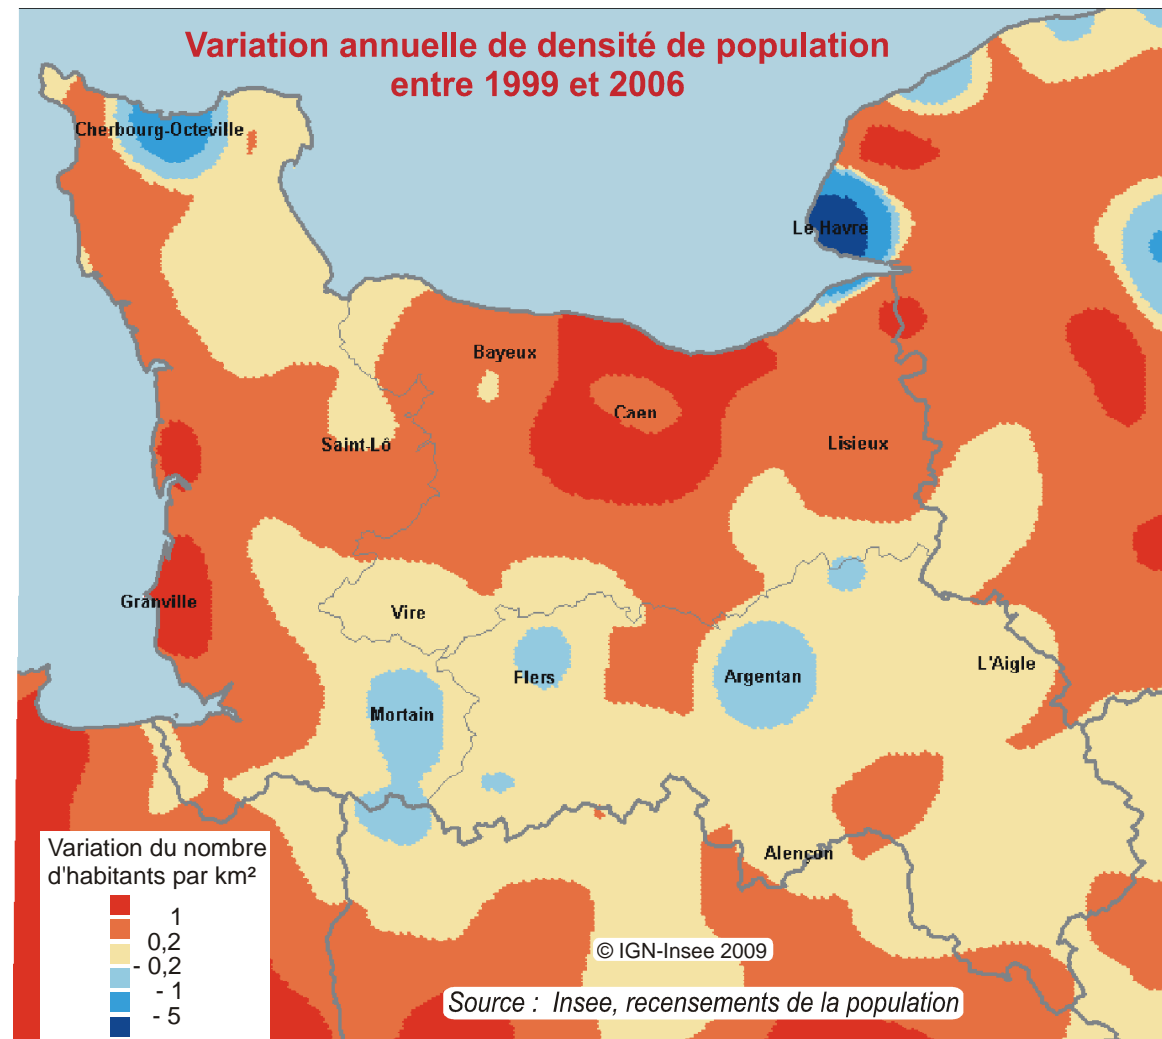 Variation annuelle de densité de population
entre 1999 et 2006
Cherbourg-Octeville
Le Havre
Bayeux
Caen
Saint-Lô
Lisieux
Granville
Vire
L'Aigle
Flers
Argentan
Mortain
Alençon
Variation du nombre
d'habitants par km²
1
0,2
- 0,2
- 1
- 5
© IGN-Insee 2009
Source : Insee, recensements de la population